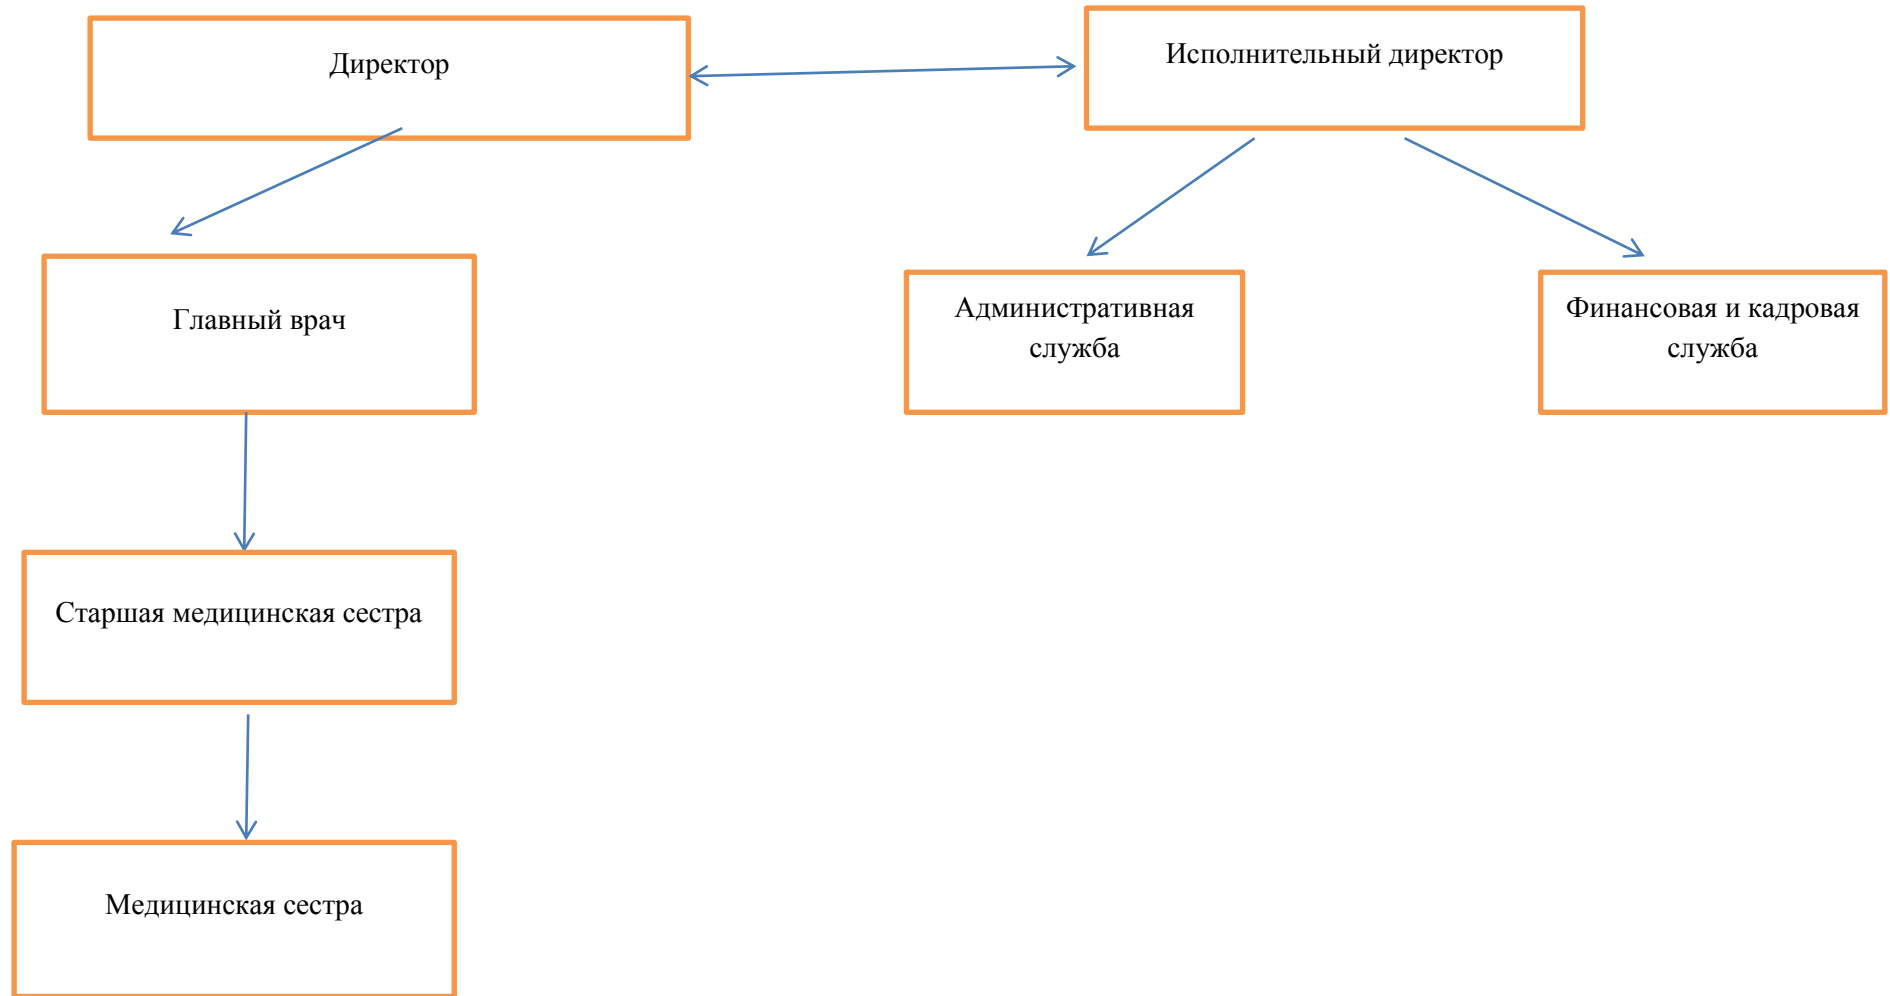 Директор
Исполнительный директор
Главный врач
Административная
служба
Финансовая и кадровая
служба
Старшая медицинская сестра
Медицинская сестра